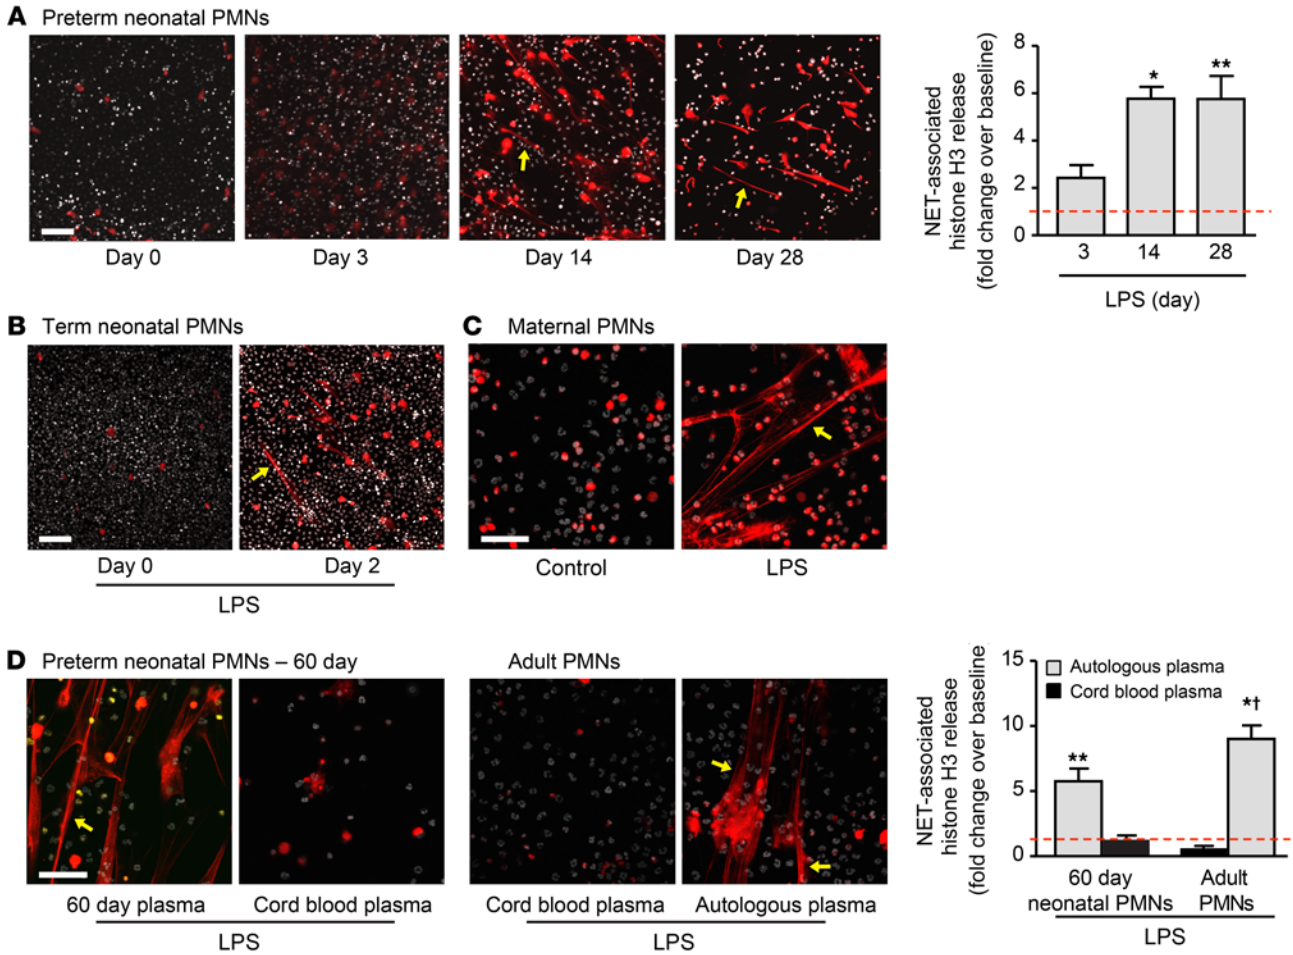 A Preterm neonatal PMNs
Day 0
Day 3
Day 14
Day 28
NET-associated
histone H3 release
(fold change over baseline)
8
6
4
2
0
*
**
3
14
28
LPS (day)
B Term neonatal PMNs
Day 0
Day 2
LPS
C Maternal PMNs
Control
LPS
D Preterm neonatal PMNs – 60 day
60 day plasma
Cord blood plasma
LPS
Adult PMNs
Cord blood plasma
Autologous plasma
LPS
NET-associated
histone H3 release
(fold change over baseline)
15
10
5
0
Autologous plasma
Cord blood plasma
**
*†
60 day
neonatal PMNs
Adult
PMNs
LPS